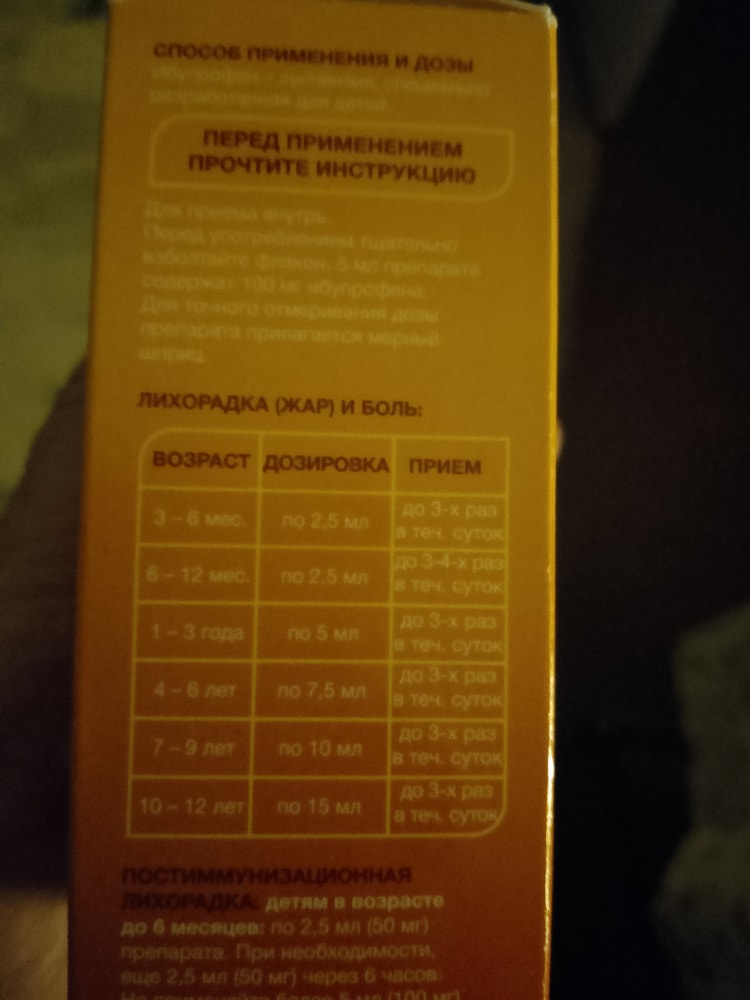 СПОСОБ ПРИМЕНЕНИЯ И ДОЗЫ
Ибупрофен – суспензия, специально
разработанная для детей.
ПЕРЕД ПРИМЕНЕНИЕМ
ПРОЧТИТЕ ИНСТРУКЦИЮ
Для приема внутрь.
Перед употреблением тщательно
взболтайте флакон. 5 мл препарата
содержат 100 мг ибупрофена.
Для точного отмеривания дозы
препарата прилагается мерный
шприц.
ЛИХОРАДКА (ЖАР) И БОЛЬ:
ВОЗРАСТ ДОЗИРОВКА ПРИЕМ
3 – 6 мес. по 2,5 мл до 3-х раз
в теч. суток
6 – 12 мес. по 2,5 мл до 3-4-х раз
в теч. суток
1 – 3 года по 5 мл до 3-х раз
в теч. суток
4 – 6 лет по 7,5 мл до 3-х раз
в теч. суток
7 – 9 лет по 10 мл до 3-х раз
в теч. суток
10 – 12 лет по 15 мл до 3-х раз
в теч. суток
ПОСТИММУНИЗАЦИОННАЯ
ЛИХОРАДКА: детям в возрасте
до 6 месяцев: по 2,5 мл (50 мг)
препарата. При необходимости,
еще 2,5 мл (50 мг) через 6 часов.
Не применяйте более 5 мл (100 мг)